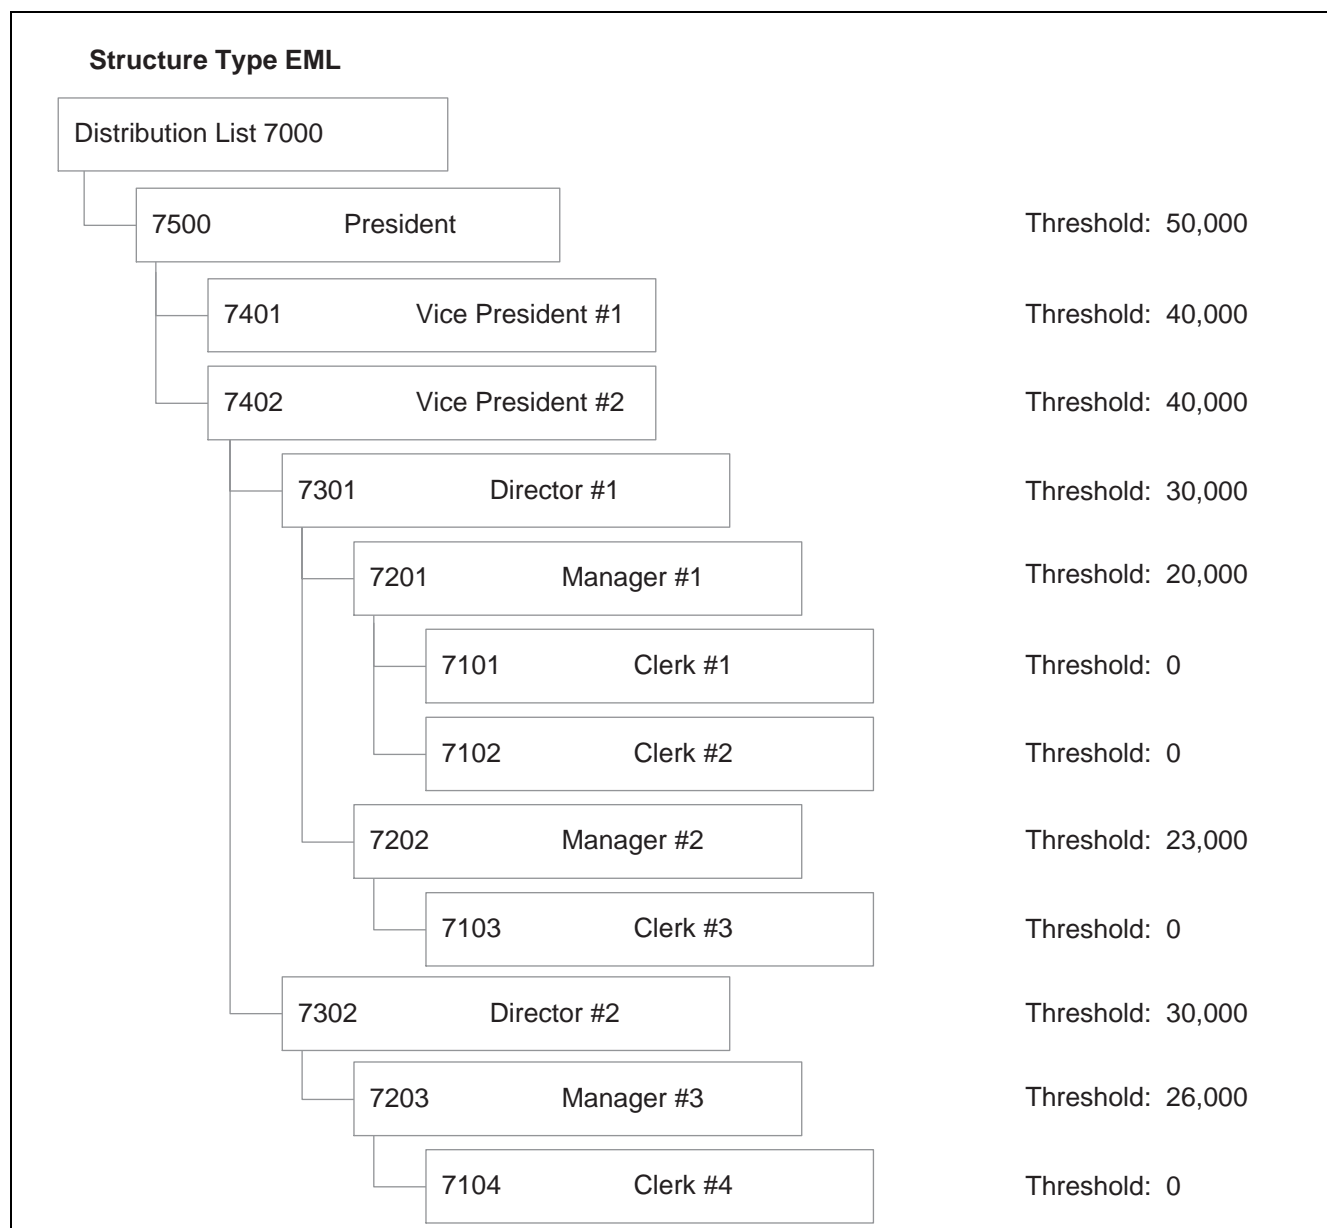 Structure Type EML
Distribution List 7000
7500 President Threshold: 50,000
7401 Vice President #1 Threshold: 40,000
7402 Vice President #2 Threshold: 40,000
7301 Director #1 Threshold: 30,000
7201 Manager #1 Threshold: 20,000
7101 Clerk #1 Threshold: 0
7102 Clerk #2 Threshold: 0
7202 Manager #2 Threshold: 23,000
7103 Clerk #3 Threshold: 0
7302 Director #2 Threshold: 30,000
7203 Manager #3 Threshold: 26,000
7104 Clerk #4 Threshold: 0